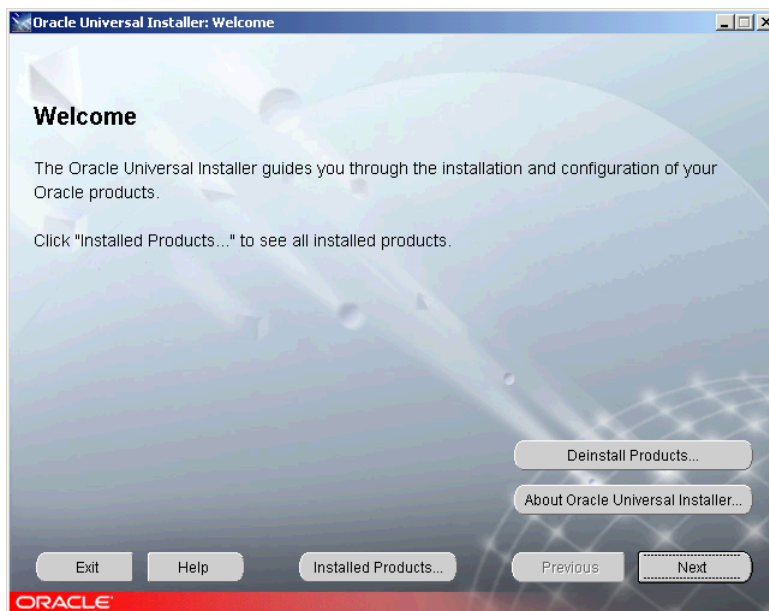 Oracle Universal Installer: Welcome
Welcome
The Oracle Universal Installer guides you through the installation and configuration of your
Oracle products.
Click "Installed Products..." to see all installed products.
Deinstall Products...
About Oracle Universal Installer...
Exit
Help
Installed Products...
Previous
Next
ORACLE